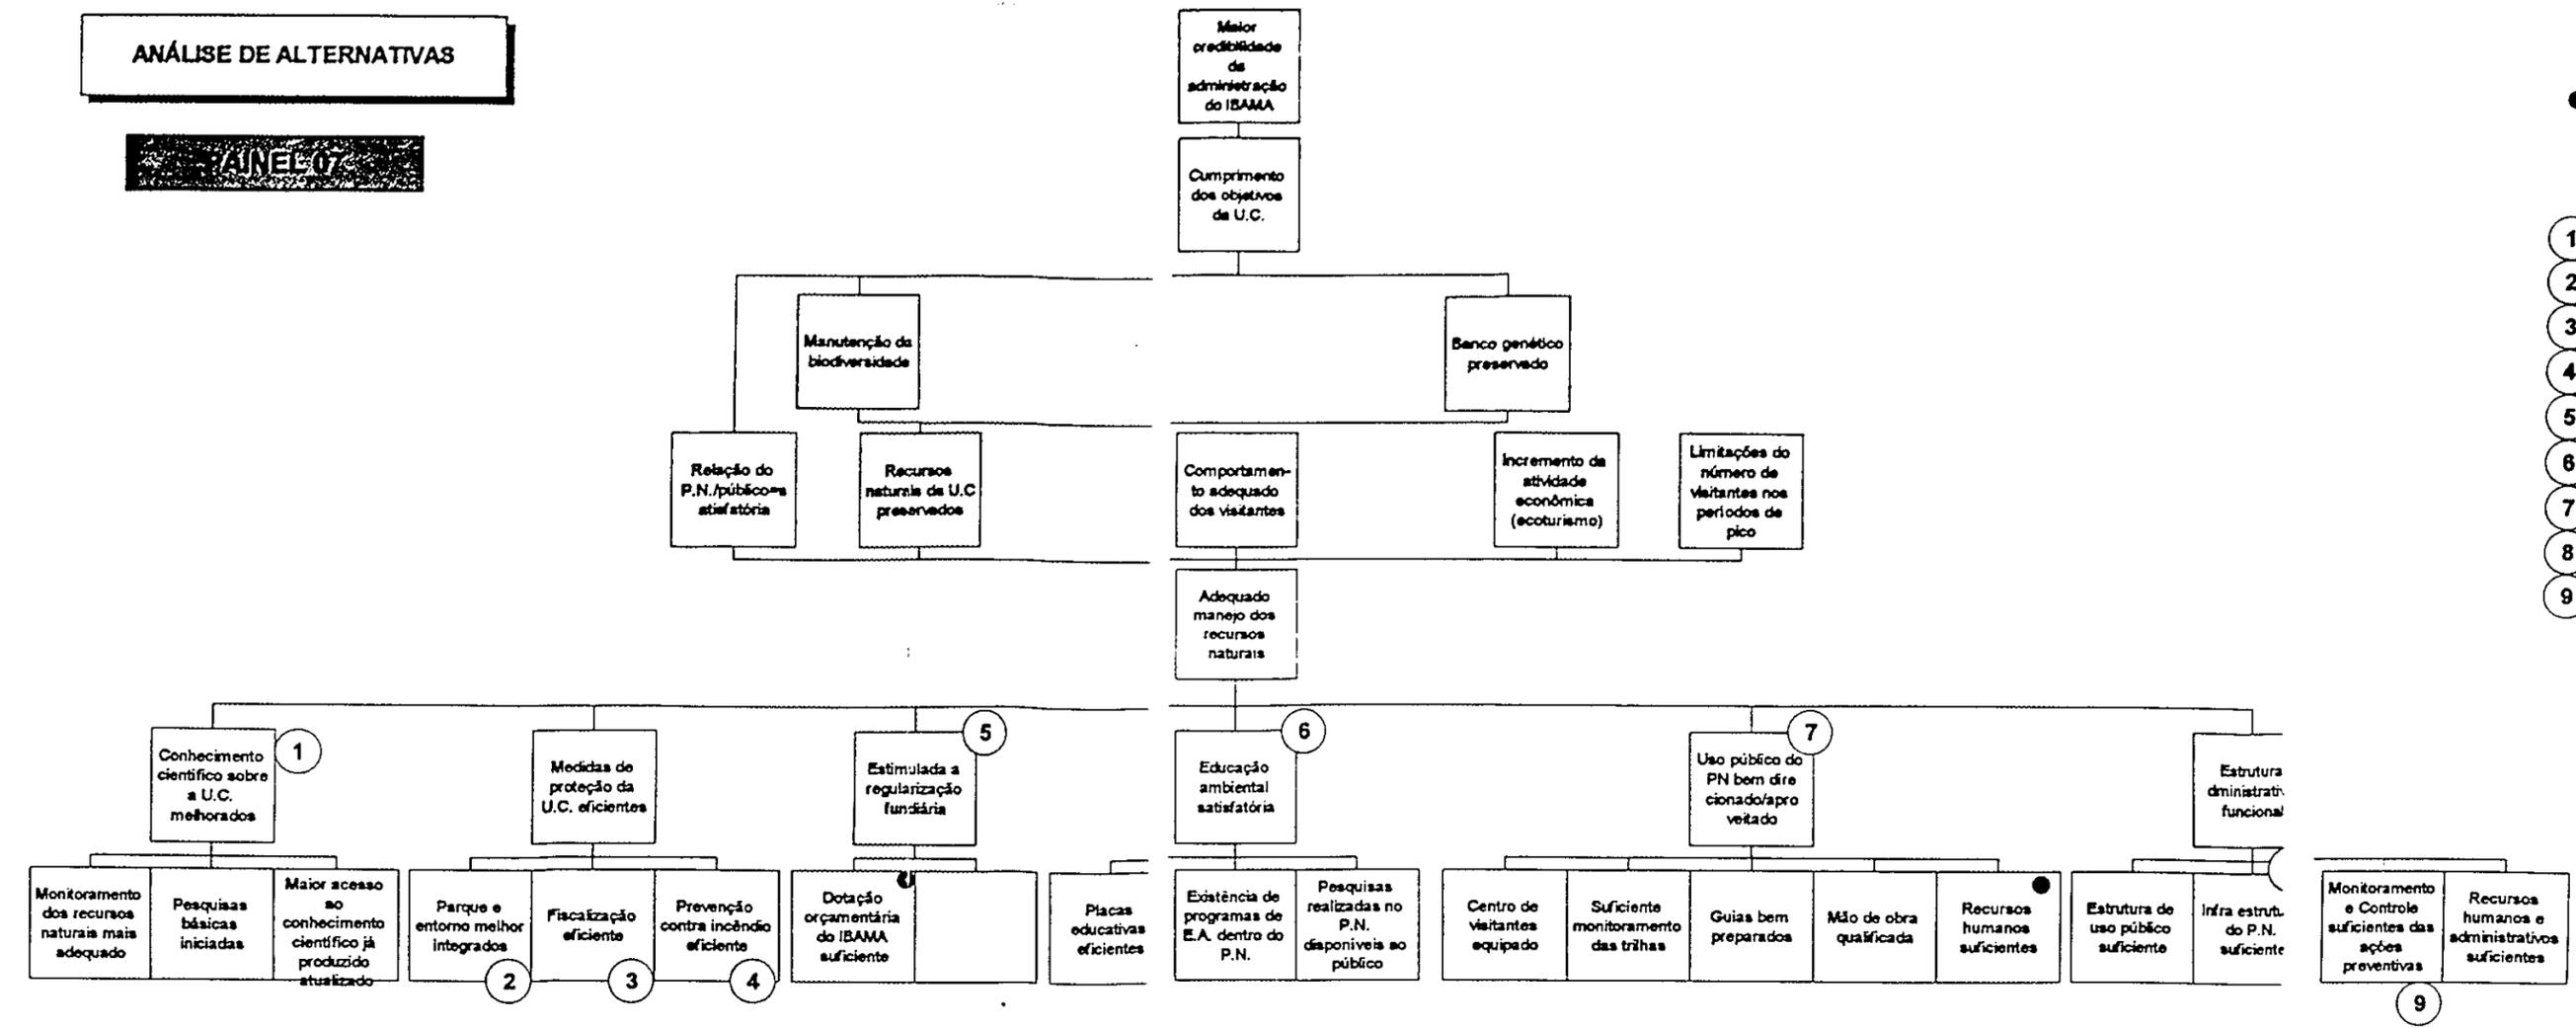 ANÁLISE DE ALTERNATIVAS
PAINEL 07
Maior
credibilidade
da
administração
do IBAMA
Cumprimento
dos objetivos
da U.C.
Manutenção da
biodiversidade
Banco genético
preservado
Relação do
P.N./público=s
atisfatória
Recursos
naturais da U.C
preservados
Comportamen-
to adequado
dos visitantes
Incremento da
atividade
econômica
(ecoturismo)
Limitações do
número de
visitantes nos
períodos de
pico
Adequado
manejo dos
recursos
naturais
1
2
3
4
5
6
7
8
9
Conhecimento
científico sobre
a U.C.
melhorados
1
Medidas de
proteção da
U.C. eficientes
Estimulada a
regularização
fundiária
5
Educação
ambiental
satisfatória
6
Uso público do
PN bem dire
cionado/apro
veitado
7
Estrutura
dministrativ
funcional
Monitoramento
dos recursos
naturais mais
adequado
Pesquisas
básicas
iniciadas
Maior acesso
ao
conhecimento
científico já
produzido
atualizado
Parque e
entorno melhor
integrados
2
Fiscalização
eficiente
3
Prevenção
contra incêndio
eficiente
4
Dotação
orçamentária
do IBAMA
suficiente
Placas
educativas
eficientes
Existência de
programas de
E.A. dentro do
P.N.
Pesquisas
realizadas no
P.N.
disponíveis ao
público
Centro de
visitantes
equipado
Suficiente
monitoramento
das trilhas
Guias bem
preparados
Mão de obra
qualificada
Recursos
humanos
suficientes
Estrutura de
uso público
suficiente
Infra estrutu
do P.N.
suficiente
Monitoramento
e Controle
suficientes das
ações
preventivas
9
Recursos
humanos e
administrativos
suficientes